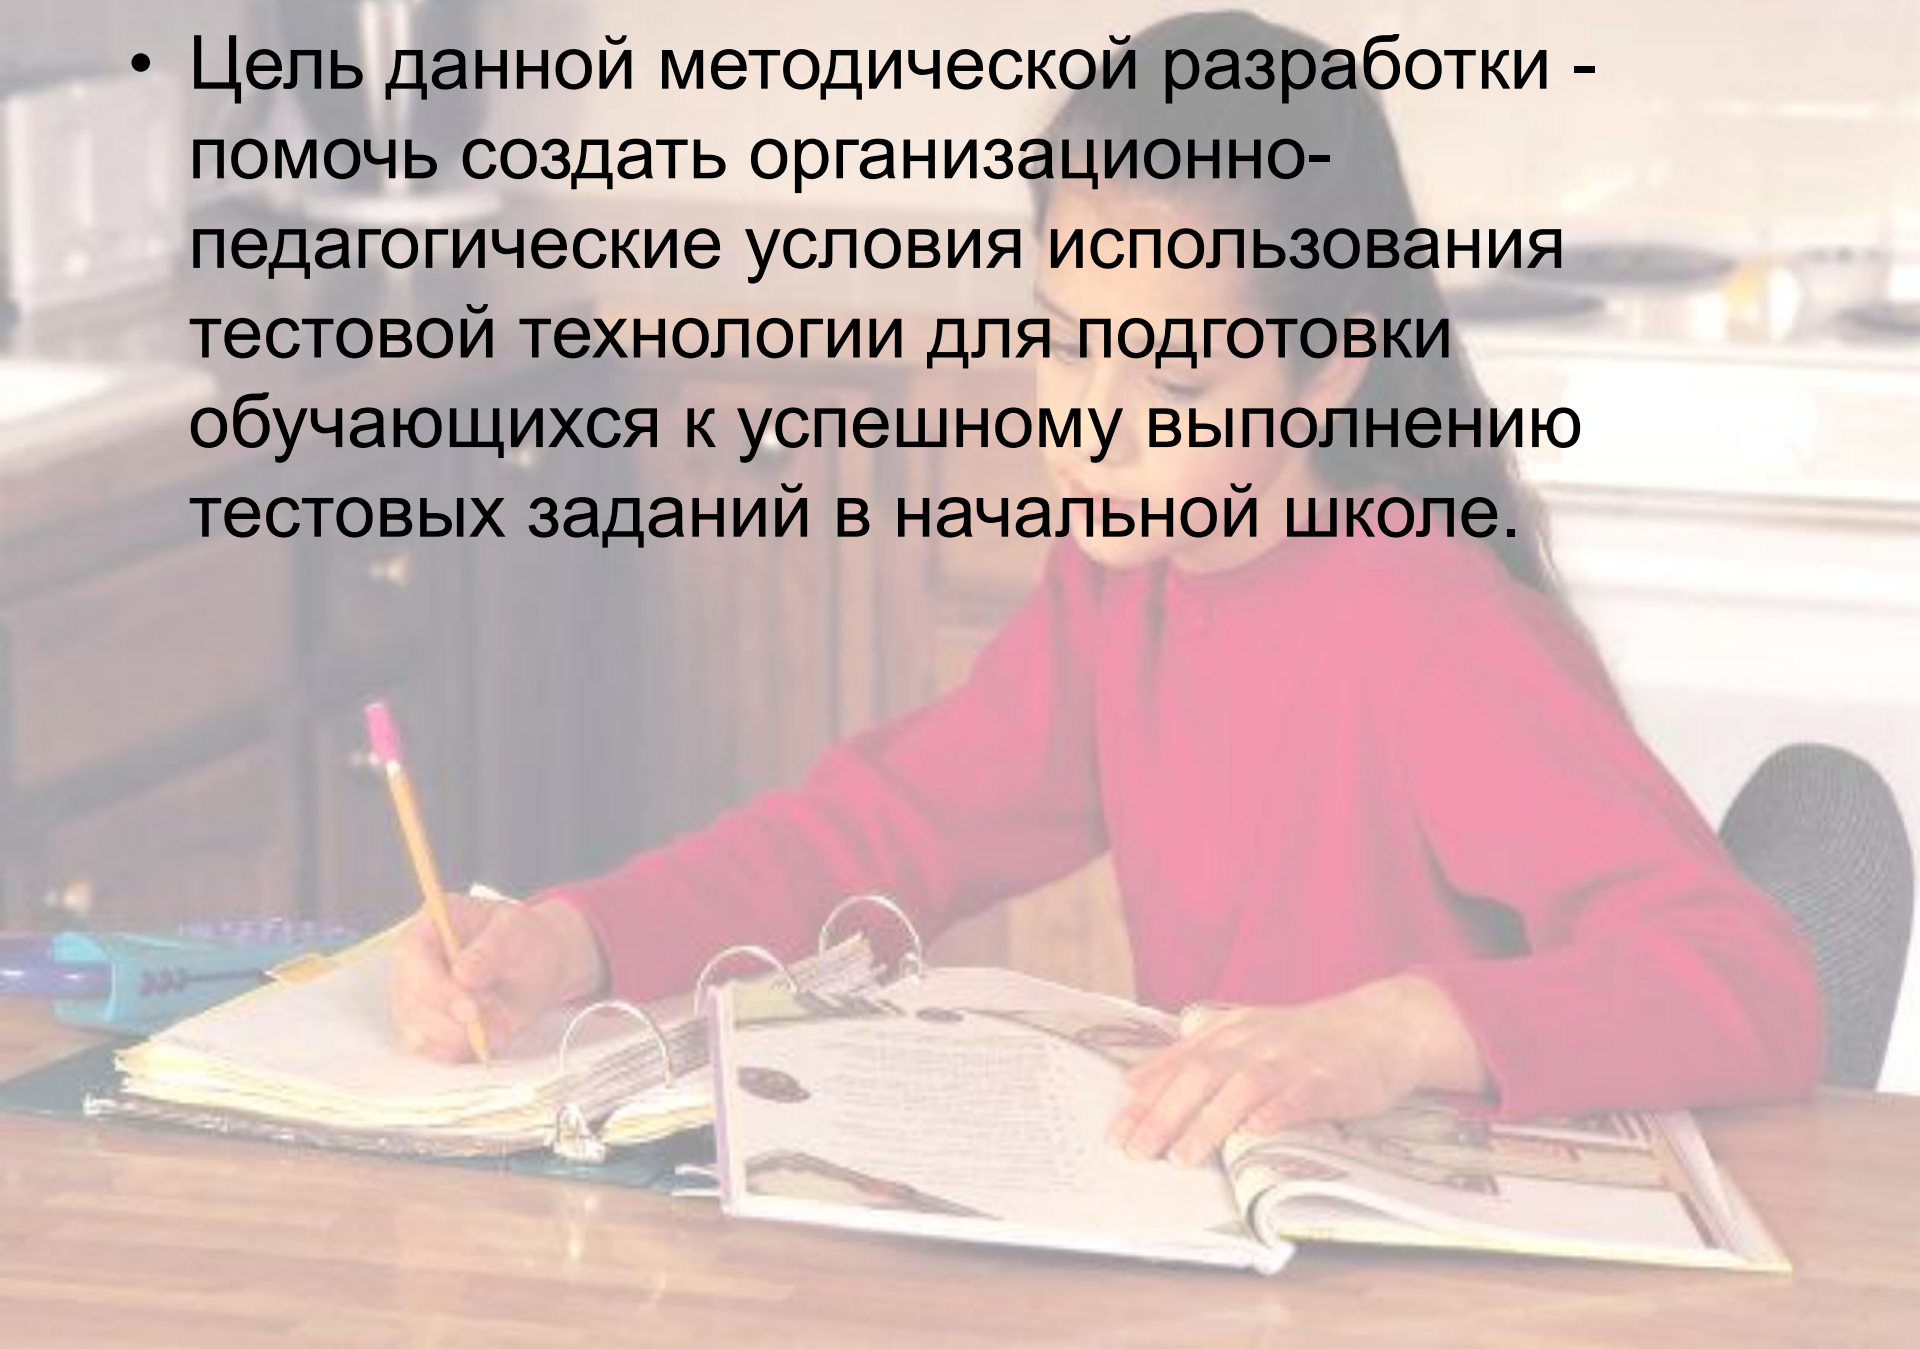 • Цель данной методической разработки -
помочь создать организационно-
педагогические условия использования
тестовой технологии для подготовки
обучающихся к успешному выполнению
тестовых заданий в начальной школе.